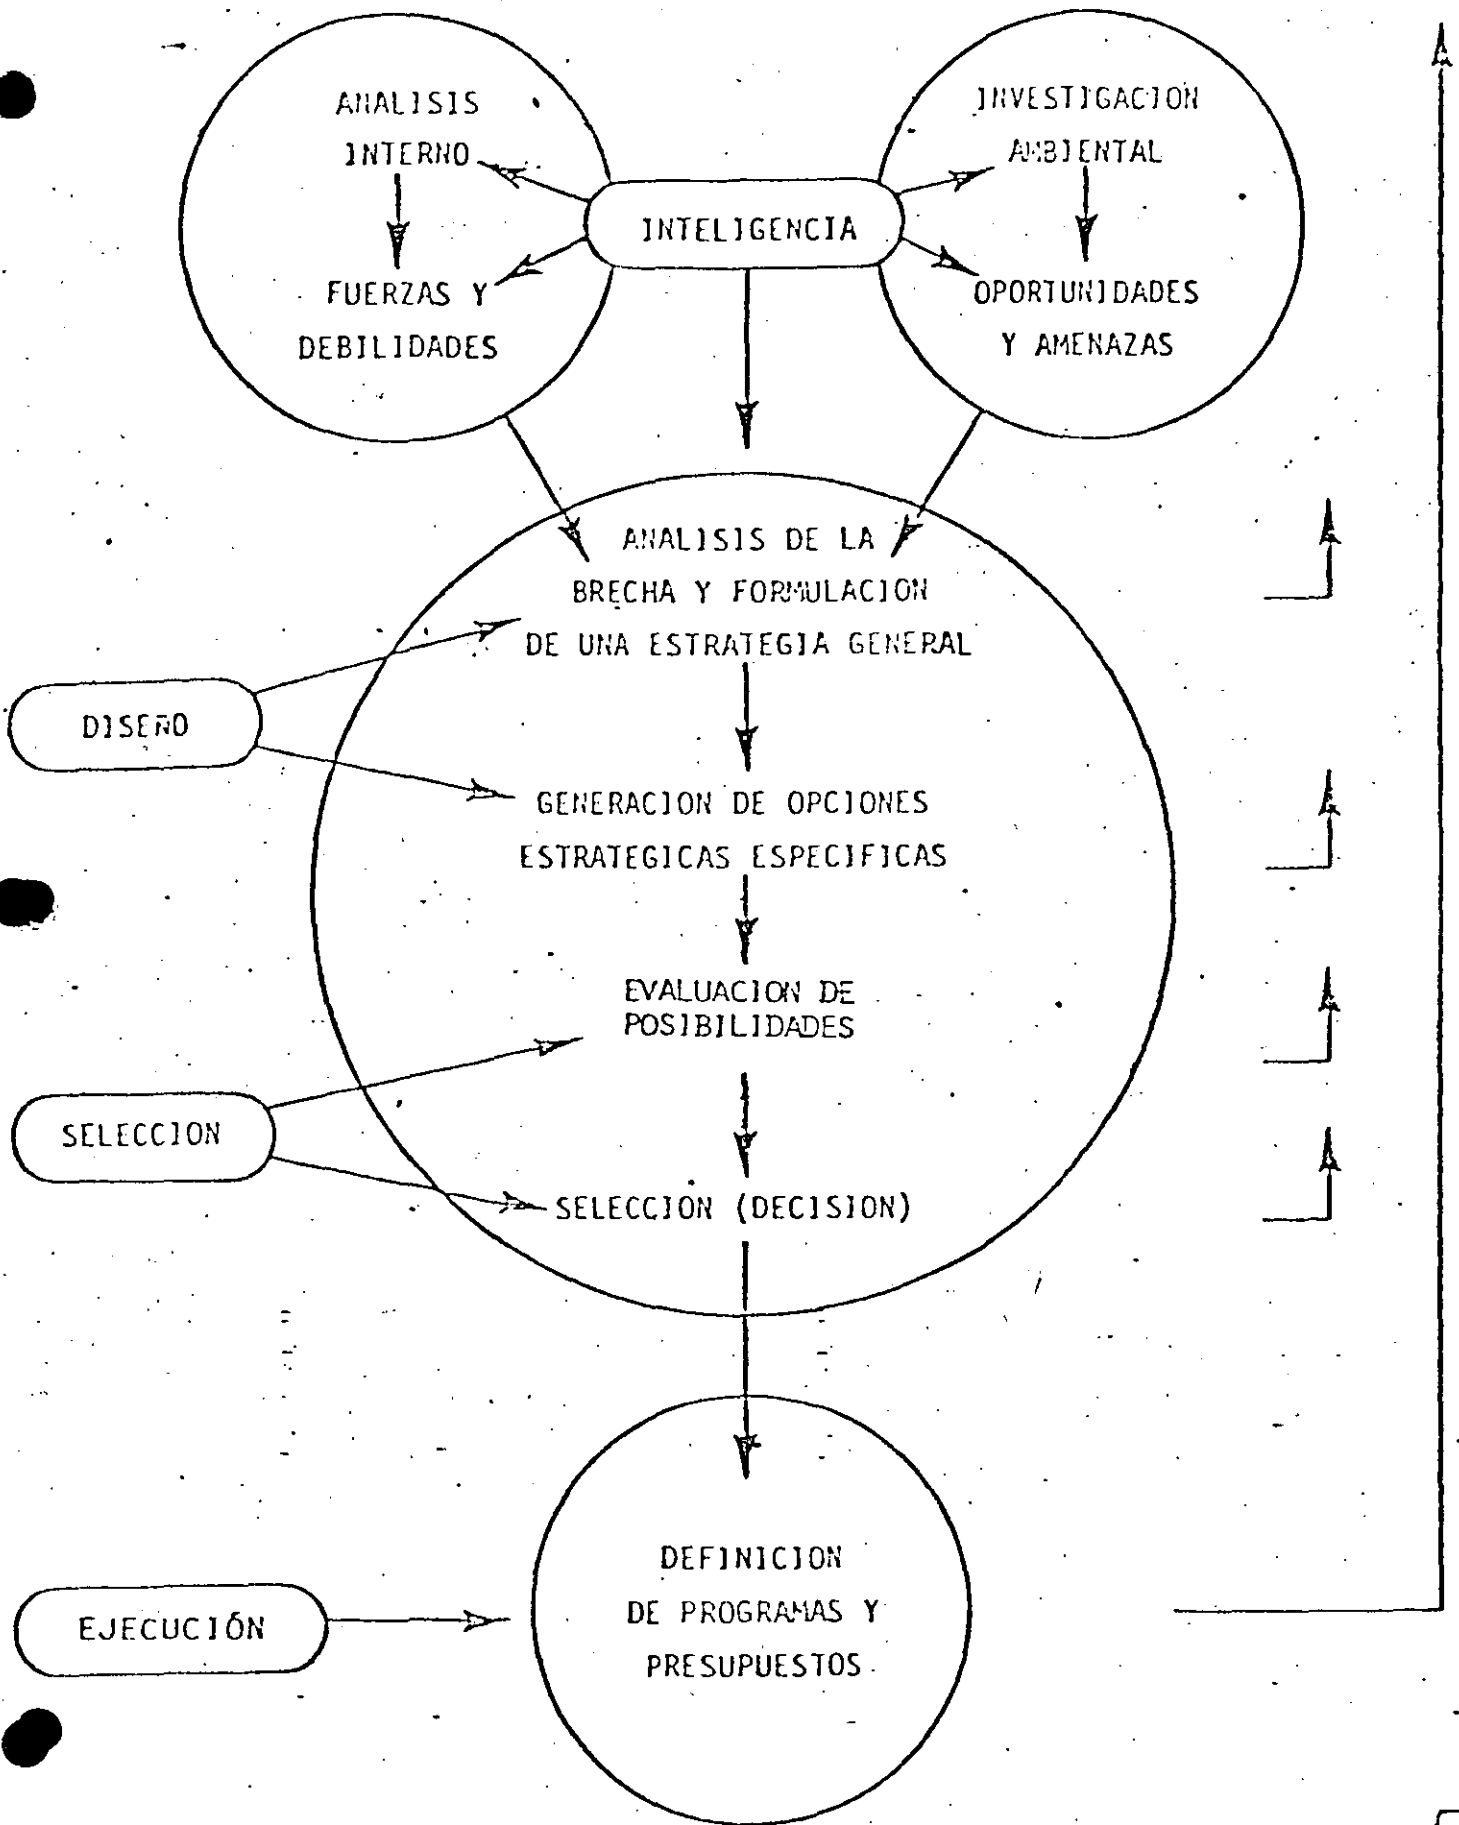 ANALISIS
INTERNO
FUERZAS Y
DEBILIDADES
INTELIGENCIA
INVESTIGACION
AMBIENTAL
OPORTUNIDADES
Y AMENAZAS
ANALISIS DE LA
BRECHA Y FORMULACION
DE UNA ESTRATEGIA GENERAL
DISEÑO
GENERACION DE OPCIONES
ESTRATEGICAS ESPECIFICAS
EVALUACION DE
POSIBILIDADES
SELECCION
SELECCION (DECISION)
EJECUCIÓN
DEFINICION
DE PROGRAMAS Y
PRESUPUESTOS